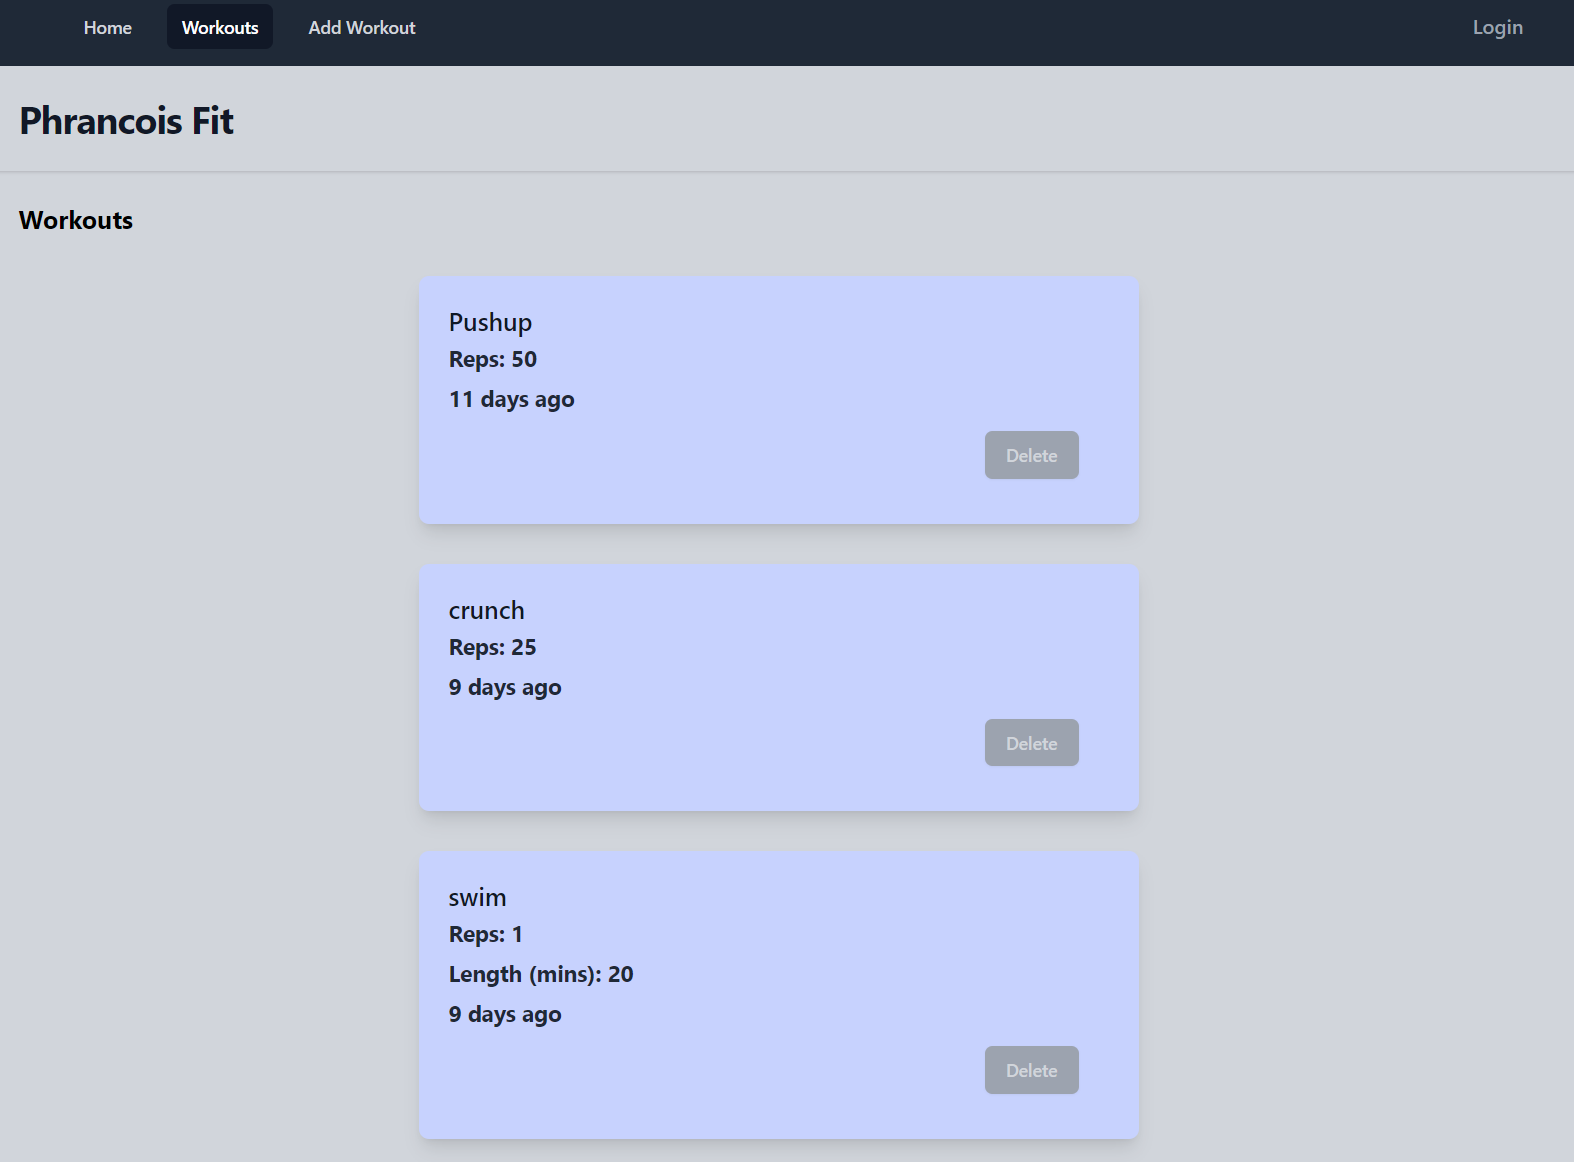 Home Workouts Add Workout Login
Phrancois Fit
Workouts
Pushup
Reps: 50
11 days ago
Delete
crunch
Reps: 25
9 days ago
Delete
swim
Reps: 1
Length (mins): 20
9 days ago
Delete